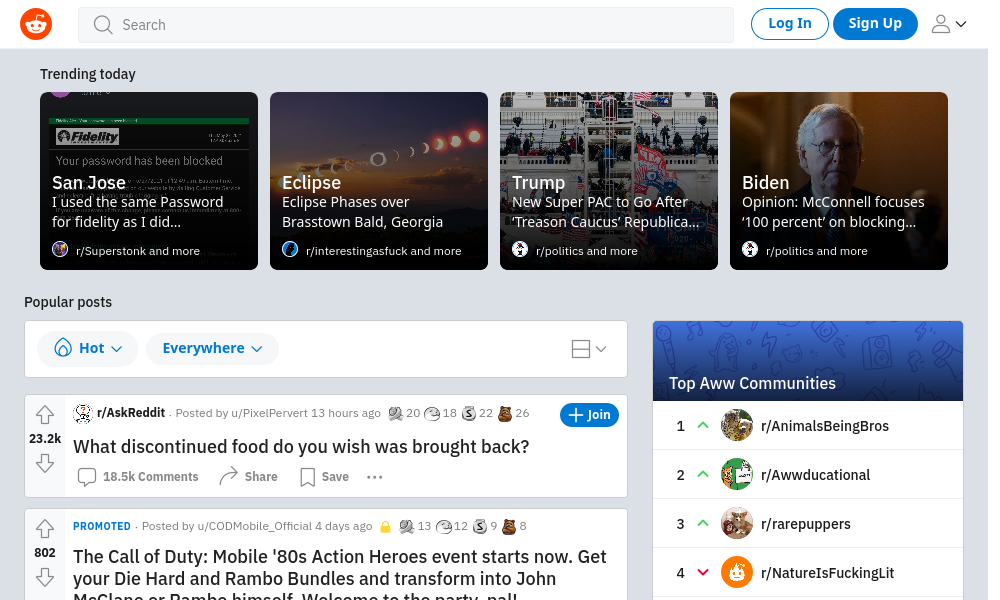 Search
Log In
Sign Up
Trending today
Fidelity
Your password has been blocked
San Jose
I used the same Password
for fidelity as I did...
r/Superstonk and more
Eclipse
Eclipse Phases over
Brasstown Bald, Georgia
r/interestingasfuck and more
Trump
New Super PAC to Go After
‘Treason Caucus’ Republica...
r/politics and more
Biden
Opinion: McConnell focuses
‘100 percent’ on blocking...
r/politics and more
Popular posts
Hot
Everywhere
r/AskReddit · Posted by u/PixelPervert 13 hours ago 20 18 22 26
Join
23.2k
What discontinued food do you wish was brought back?
18.5k Comments
Share
Save
PROMOTED · Posted by u/CODMobile_Official 4 days ago 13 12 9 8
802
The Call of Duty: Mobile '80s Action Heroes event starts now. Get
your Die Hard and Rambo Bundles and transform into John
McClane or Rambo himself. Welcome to the party, pal!
Top Aww Communities
1 r/AnimalsBeingBros
2 r/Awwducational
3 r/rarepuppers
4 r/NatureIsFuckingLit